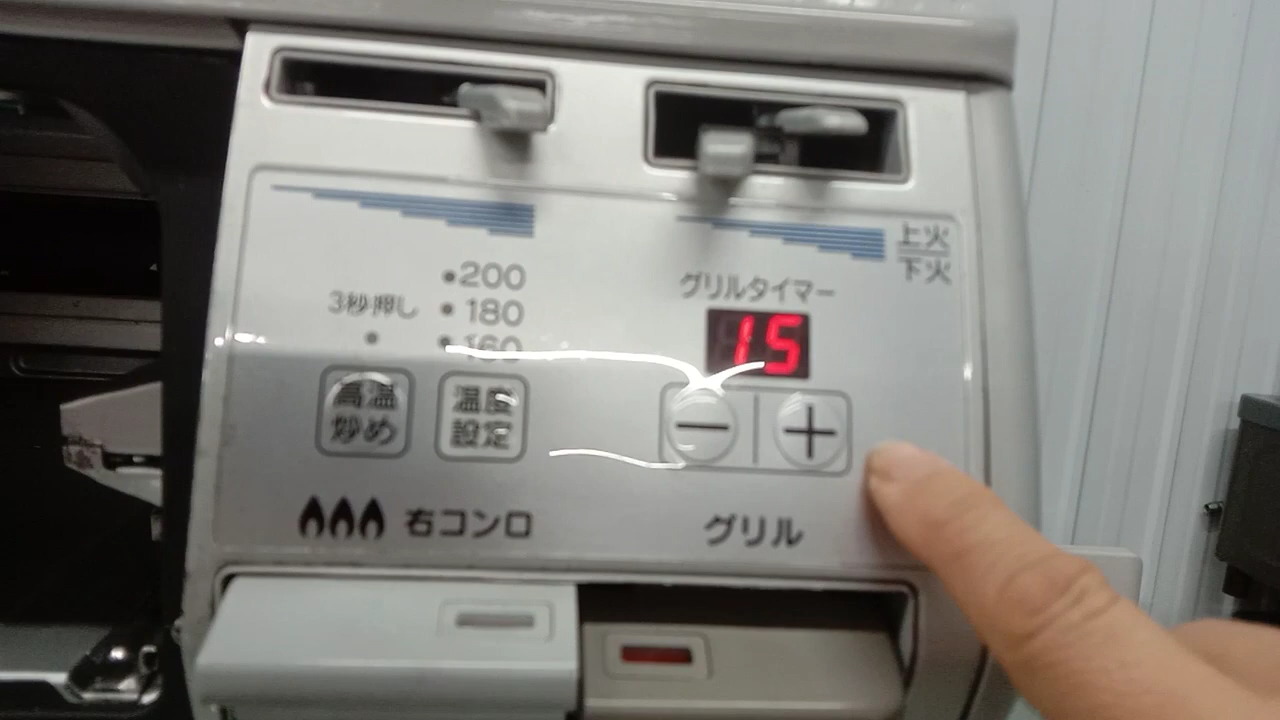 上火
下火
•200
3秒押し
•180
•160
グリルタイマー
15
高温
炒め
温度
設定
－
＋
右コンロ
グリル